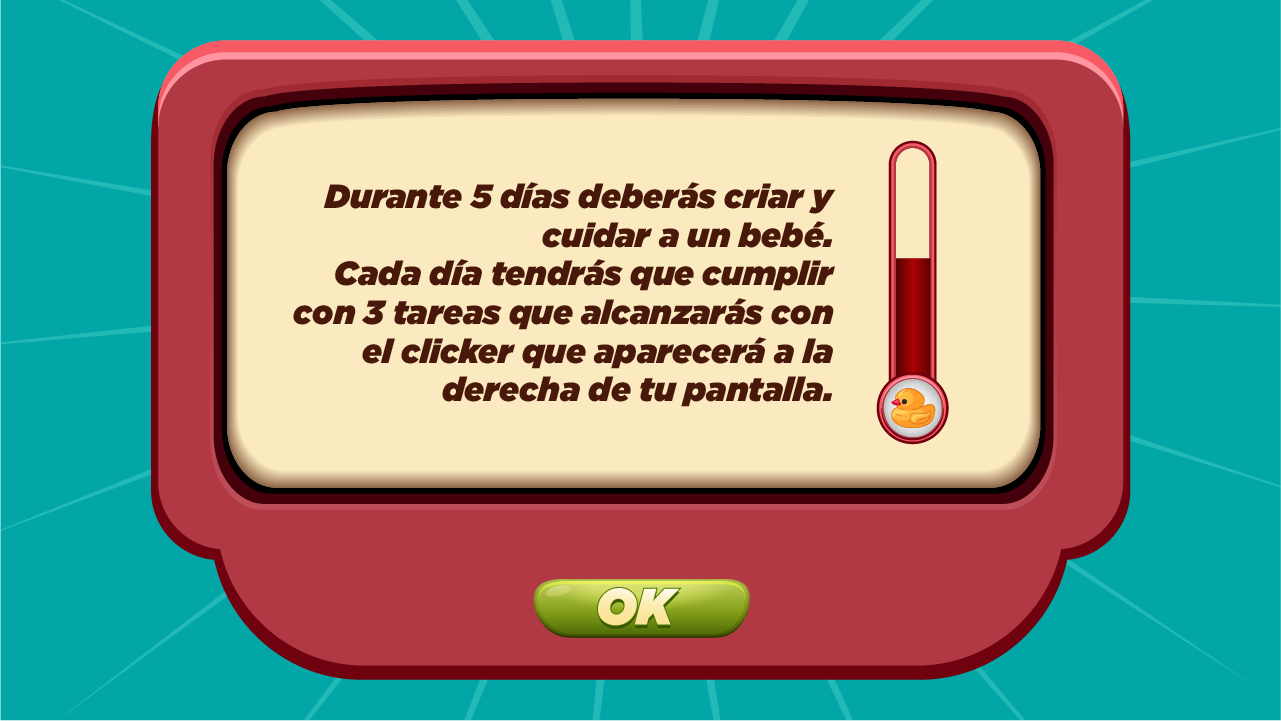 Durante 5 días deberás criar y
cuidar a un bebé.
Cada día tendrás que cumplir
con 3 tareas que alcanzarás con
el clicker que aparecerá a la
derecha de tu pantalla.
OK